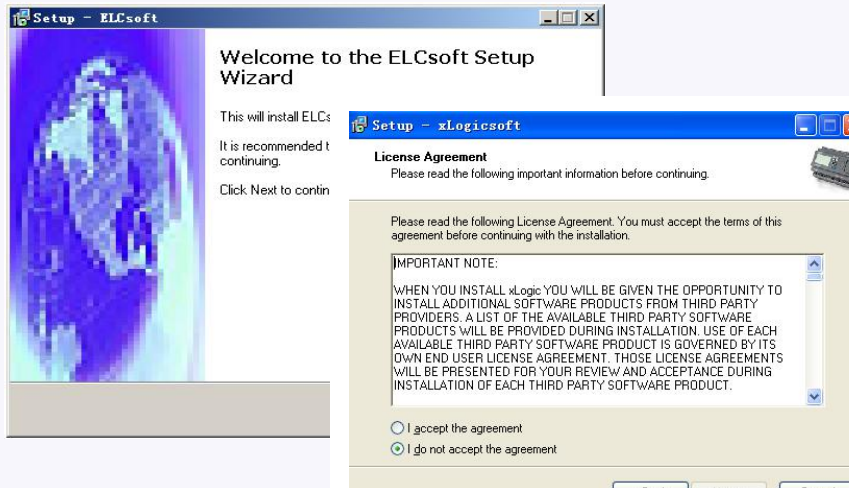 Setup - ELCsoft
Welcome to the ELCsoft Setup
Wizard
This will install ELCs
It is recommended t
continuing.
Click Next to contin
Setup - xLogicsoft
License Agreement
Please read the following important information before continuing.
Please read the following License Agreement. You must accept the terms of this
agreement before continuing with the installation.
IMPORTANT NOTE:
WHEN YOU INSTALL xLogic YOU WILL BE GIVEN THE OPPORTUNITY TO
INSTALL ADDITIONAL SOFTWARE PRODUCTS FROM THIRD PARTY
PROVIDERS. A LIST OF THE AVAILABLE THIRD PARTY SOFTWARE
PRODUCTS WILL BE PROVIDED DURING INSTALLATION. USE OF EACH
AVAILABLE THIRD PARTY SOFTWARE PRODUCT IS GOVERNED BY ITS
OWN END USER LICENSE AGREEMENT. THOSE LICENSE AGREEMENTS
WILL BE PRESENTED FOR YOUR REVIEW AND ACCEPTANCE DURING
INSTALLATION OF EACH THIRD PARTY SOFTWARE PRODUCT.
I accept the agreement
I do not accept the agreement